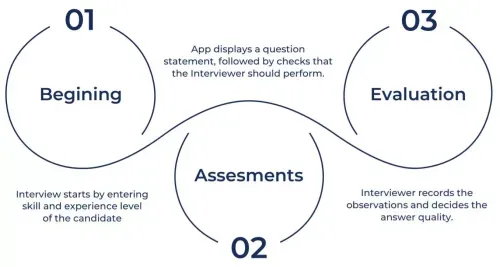 01
Begining
Interview starts by entering
skill and experience level
of the candidate
App displays a question
statement, followed by checks that
the Interviewer should perform.
Assesments
02
03
Evaluation
Interviewer records the
observations and decides the
answer quality.